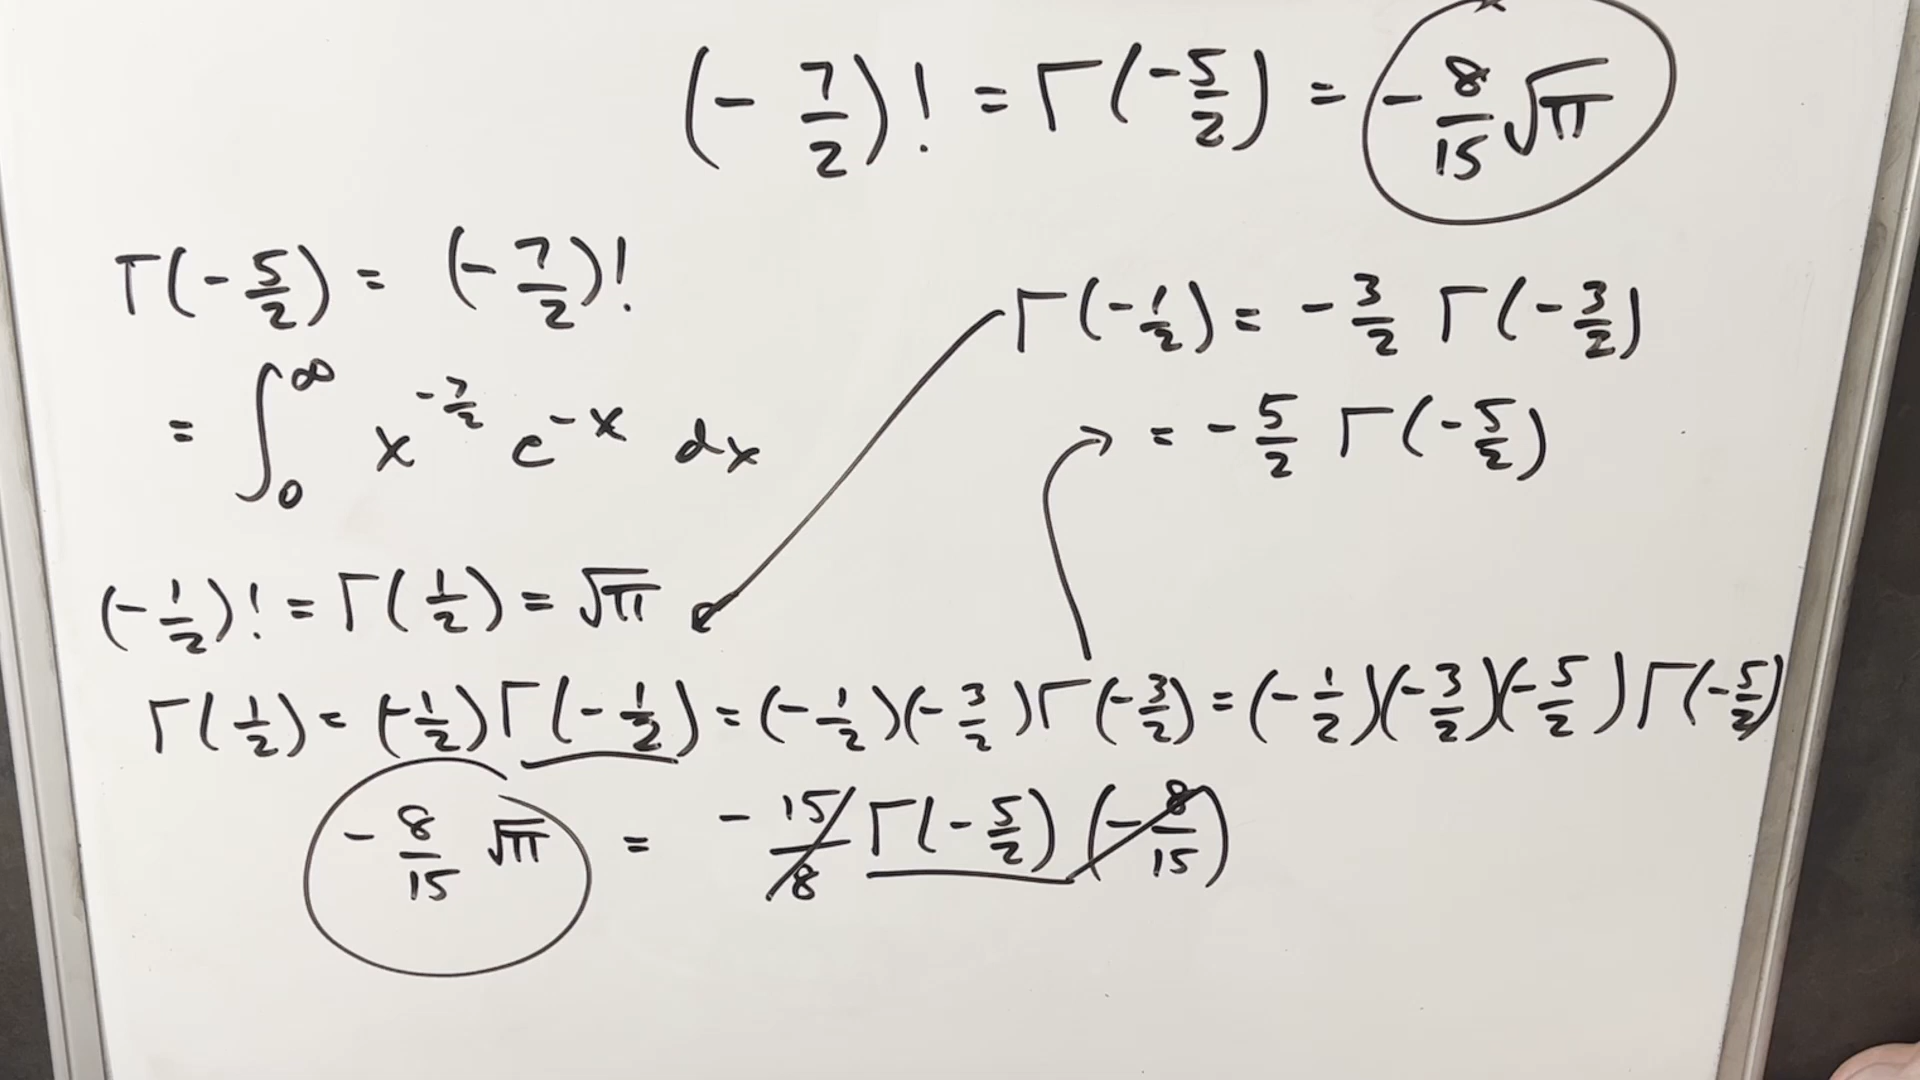 (- 7/2)! = Γ(-5/2) = -8/15 √π
Γ(-5/2) = (-7/2)!
= ∫₀^∞ x^(-7/2) e^(-x) dx
Γ(-1/2) = -3/2 Γ(-3/2)
= -5/2 Γ(-5/2)
(-1/2)! = Γ(1/2) = √π
Γ(1/2) = (-1/2)Γ(-1/2) = (-1/2)(-3/2)Γ(-3/2) = (-1/2)(-3/2)(-5/2)Γ(-5/2)
-8/15 √π = -15/8 Γ(-5/2) (-8/15)